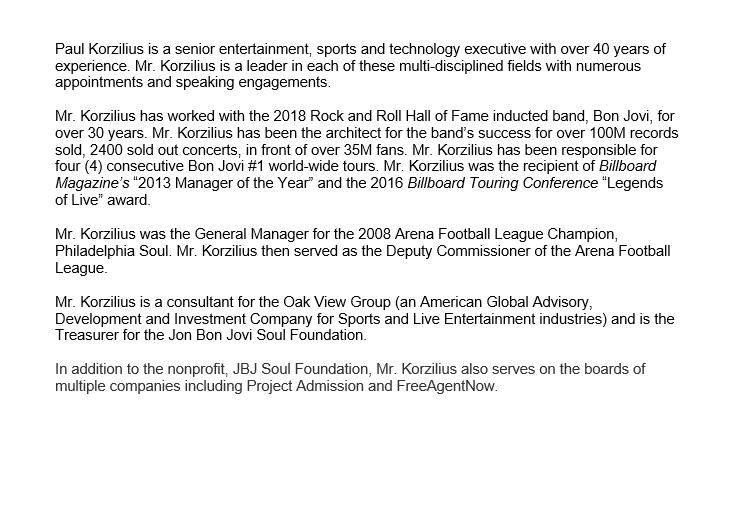 Paul Korzilius is a senior entertainment, sports and technology executive with over 40 years of
experience. Mr. Korzilius is a leader in each of these multi-disciplined fields with numerous
appointments and speaking engagements.
Mr. Korzilius has worked with the 2018 Rock and Roll Hall of Fame inducted band, Bon Jovi, for
over 30 years. Mr. Korzilius has been the architect for the band's success for over 100M records
sold, 2400 sold out concerts, in front of over 35M fans. Mr. Korzilius has been responsible for
four (4) consecutive Bon Jovi #1 world-wide tours. Mr. Korzilius was the recipient of Billboard
Magazine's “2013 Manager of the Year” and the 2016 Billboard Touring Conference “Legends
of Live” award.
Mr. Korzilius was the General Manager for the 2008 Arena Football League Champion,
Philadelphia Soul. Mr. Korzilius then served as the Deputy Commissioner of the Arena Football
League.
Mr. Korzilius is a consultant for the Oak View Group (an American Global Advisory,
Development and Investment Company for Sports and Live Entertainment industries) and is the
Treasurer for the Jon Bon Jovi Soul Foundation.
In addition to the nonprofit, JBJ Soul Foundation, Mr. Korzilius also serves on the boards of
multiple companies including Project Admission and FreeAgentNow.